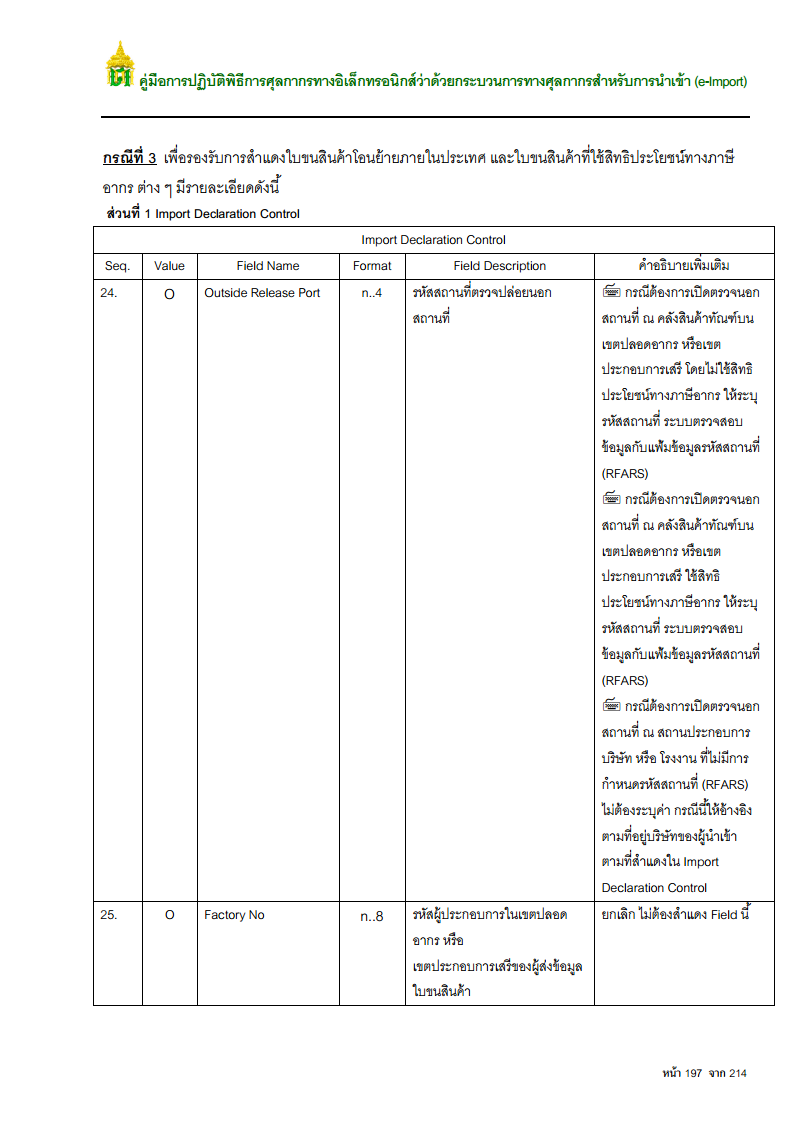 คู่มือการปฏิบัติพิธีการศุลกากรทางอิเล็กทรอนิกส์ว่าด้วยกระบวนการทางศุลกากรสำหรับการนำเข้า (e-Import)
กรณีที่ 3 เพื่อรองรับการสำแดงใบขนสินค้าโอนย้ายภายในประเทศ และใบขนสินค้าที่ใช้สิทธิประโยชน์ทางภาษี
อากร ต่าง ๆ มีรายละเอียดดังนี้
ส่วนที่ 1 Import Declaration Control
Import Declaration Control
Seq. Value Field Name Format Field Description คำอธิบายเพิ่มเติม
24. O Outside Release Port n..4 รหัสสถานที่ตรวจปล่อยนอก
สถานที่
กรณีต้องการเปิดตรวจนอก
สถานที่ ณ คลังสินค้าทัณฑ์บน
เขตปลอดอากร หรือเขต
ประกอบการเสรี โดยไม่ใช้สิทธิ
ประโยชน์ทางภาษีอากร ให้ระบุ
รหัสสถานที่ ระบบตรวจสอบ
ข้อมูลกับแฟ้มข้อมูลรหัสสถานที่
(RFARS)
กรณีต้องการเปิดตรวจนอก
สถานที่ ณ คลังสินค้าทัณฑ์บน
เขตปลอดอากร หรือเขต
ประกอบการเสรี ใช้สิทธิ
ประโยชน์ทางภาษีอากร ให้ระบุ
รหัสสถานที่ ระบบตรวจสอบ
ข้อมูลกับแฟ้มข้อมูลรหัสสถานที่
(RFARS)
กรณีต้องการเปิดตรวจนอก
สถานที่ ณ สถานประกอบการ
บริษัท หรือ โรงงาน ที่ไม่มีการ
กำหนดรหัสสถานที่ (RFARS)
ไม่ต้องระบุค่า กรณีนี้ให้อ้างอิง
ตามที่อยู่บริษัทของผู้นำเข้า
ตามที่สำแดงใน Import
Declaration Control
25. O Factory No n..8 รหัสผู้ประกอบการในเขตปลอด
อากร หรือ
เขตประกอบการเสรีของผู้ส่งข้อมูล
ใบขนสินค้า
ยกเลิก ไม่ต้องสำแดง Field นี้
หน้า 197 จาก 214